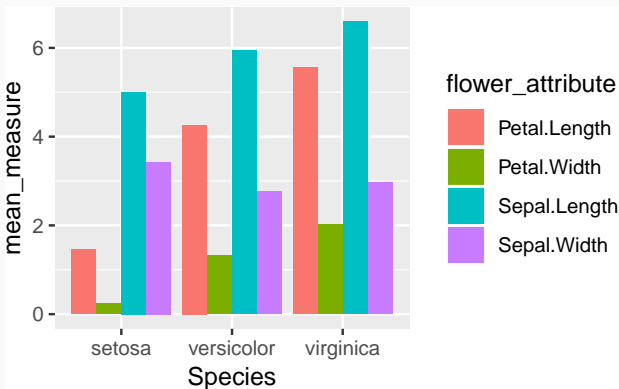 mean_measure
6
4
2
0
setosa versicolor virginica
Species
flower_attribute
Petal.Length
Petal.Width
Sepal.Length
Sepal.Width